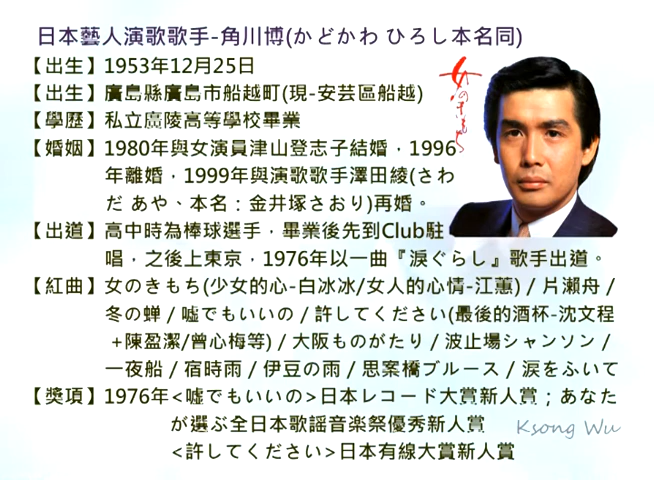 日本藝人演歌歌手-角川博(かどかわ ひろし本名同)
【出生】1953年12月25日
【出生】廣島縣廣島市船越町(現-安芸區船越)
【學歷】私立廣陵高等學校畢業
【婚姻】1980年與女演員津山登志子結婚，1996
年離婚，1999年與演歌歌手澤田綾(さわ
だ あや、本名：金井塚さおり)再婚。
【出道】高中時為棒球選手，畢業後先到Club駐
唱，之後上東京，1976年以一曲『涙ぐらし』歌手出道。
【紅曲】女のきもち(少女的心-白冰冰/女人的心情-江蕙) / 片瀬舟 /
冬の蝉 / 嘘でもいいの / 許してください(最後的酒杯-沈文程
+陳盈潔/曾心梅等) / 大阪ものがたり / 波止場シャンソン /
一夜船 / 宿時雨 / 伊豆の雨 / 思案橋ブルース / 涙をふいて
【獎項】1976年<嘘でもいいの>日本レコード大賞新人賞；あなた
が選ぶ全日本歌謡音楽祭優秀新人賞
<許してください>日本有線大賞新人賞
女のきもち
Ksong Wu